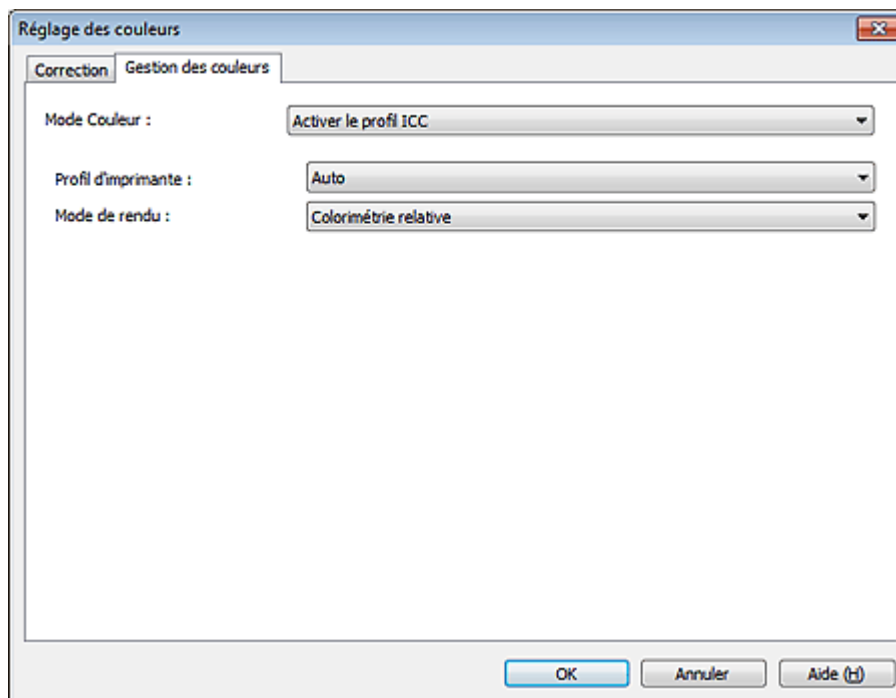 Réglage des couleurs
Correction Gestion des couleurs
Mode Couleur : Activer le profil ICC
Profil d'imprimante : Auto
Mode de rendu : Colorimétrie relative
OK Annuler Aide (H)